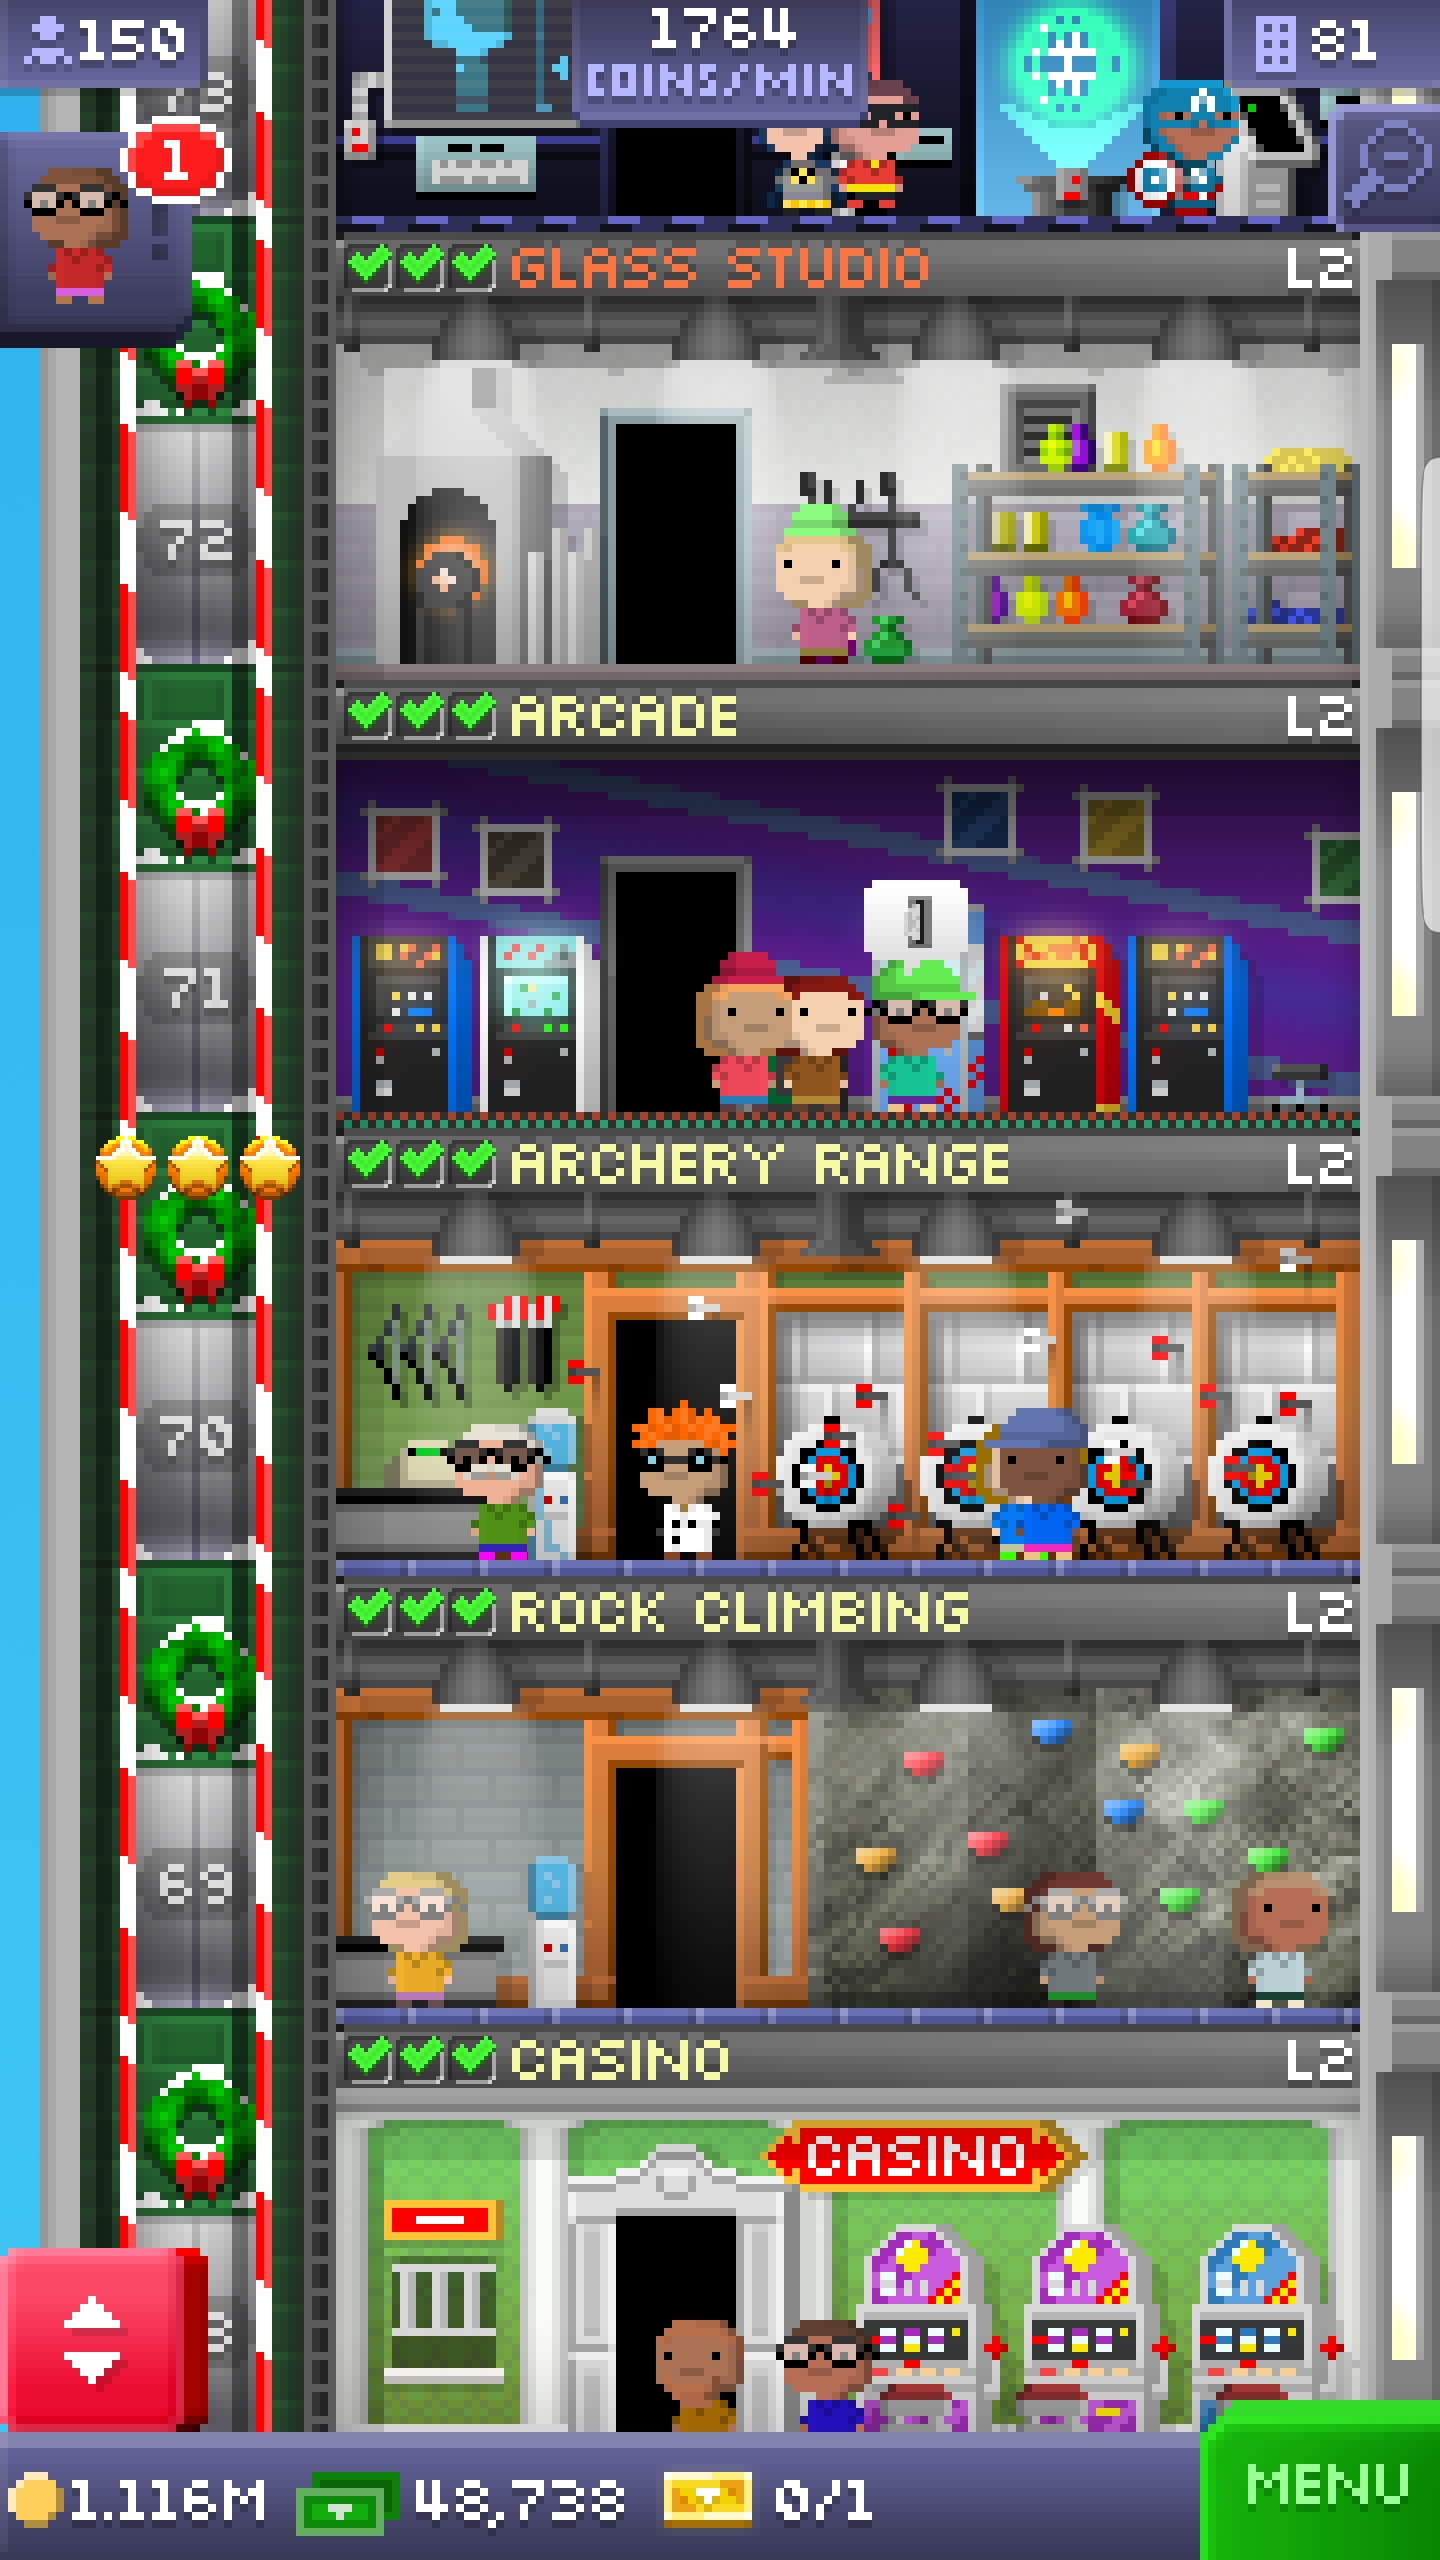 150
1764
COINS/MIN
81
1
GLASS STUDIO L2
72
ARCADE L2
71
ARCHERY RANGE L2
70
ROCK CLIMBING L2
69
CASINO L2
CASINO
1.116M 48,738 0/1
MENU